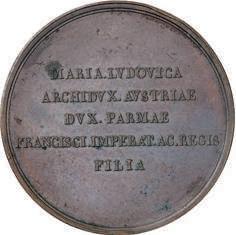 MARIA.LVDOVICA
ARCHIDVX.AVSTRIAE
DVX.PARMAE
FRANCISCI.IMPERAT.AC.REGIS
FILIA